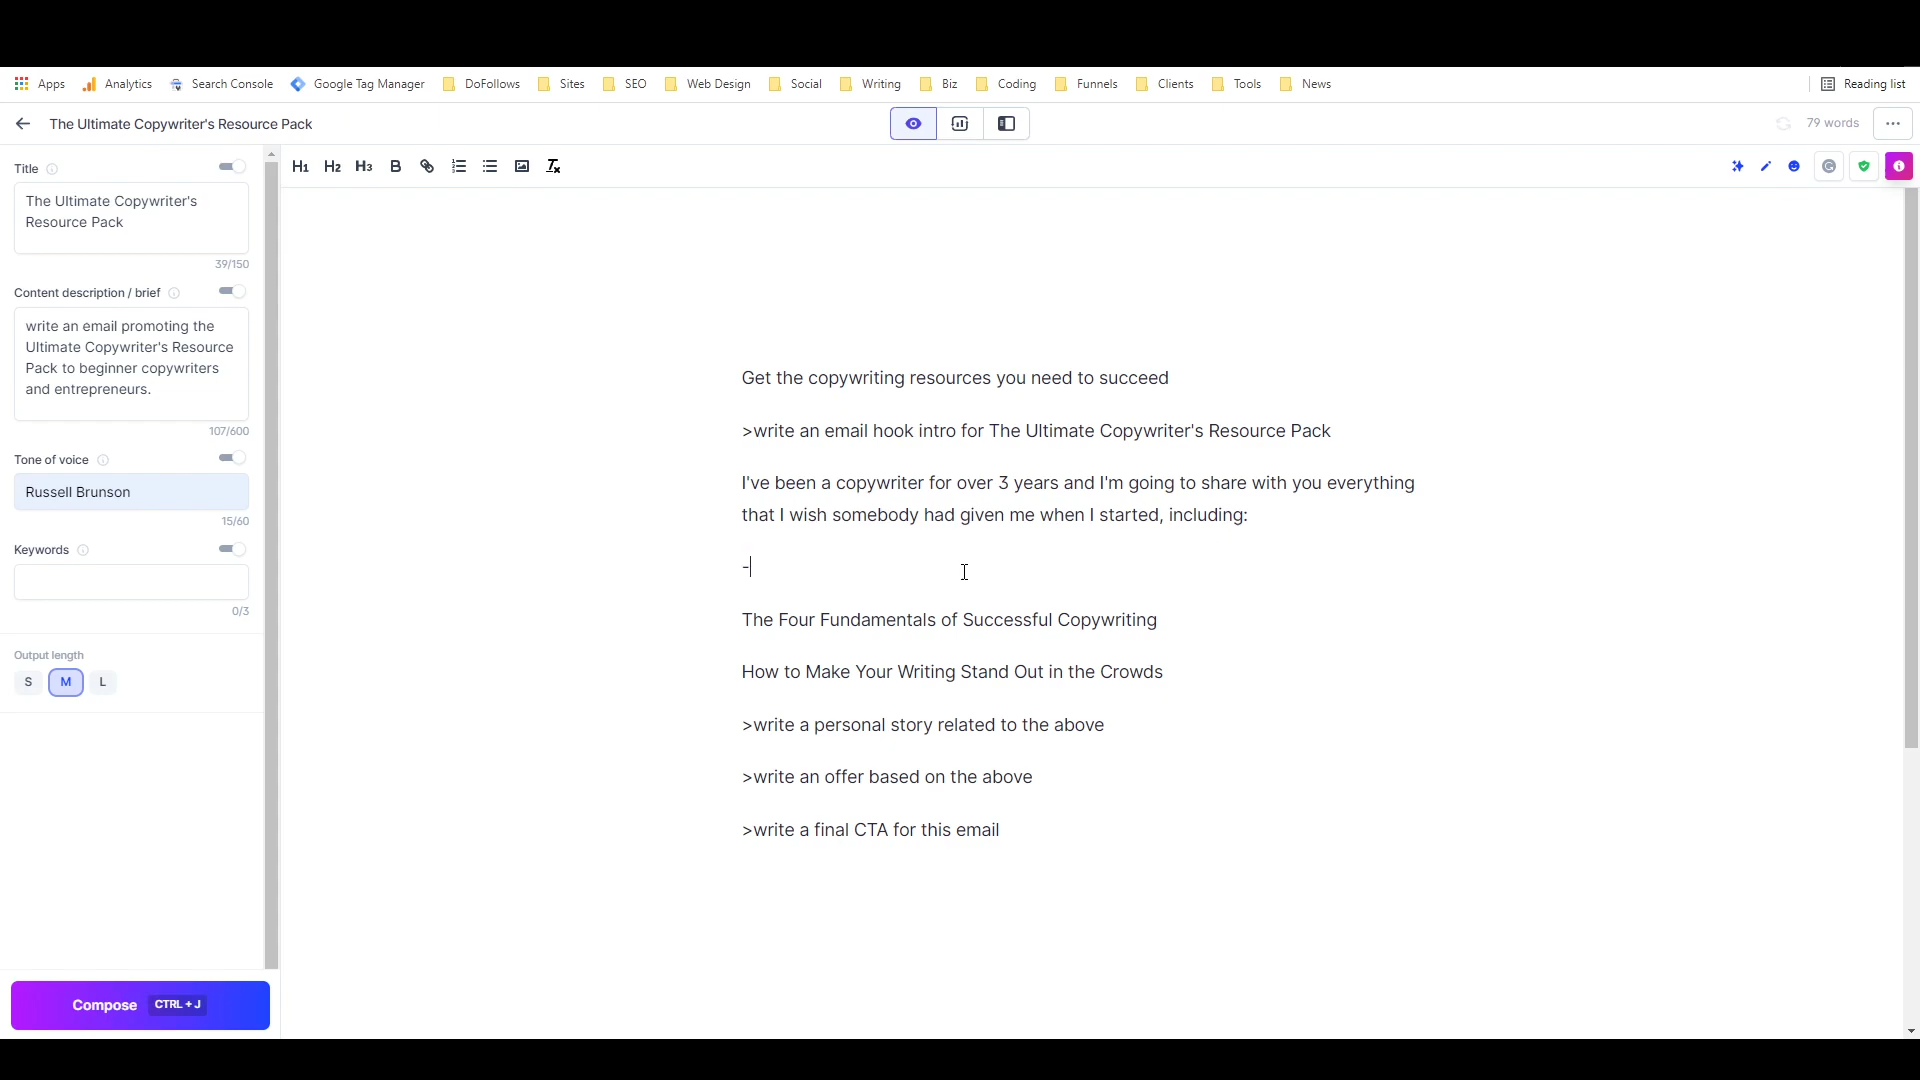 Apps Analytics Search Console Google Tag Manager DoFollows Sites SEO Web Design Social Writing Biz Coding Funnels Clients Tools News Reading list
The Ultimate Copywriter's Resource Pack 79 words
Title
H1 H2 H3 B
The Ultimate Copywriter's
Resource Pack
39/150
Content description / brief
write an email promoting the
Ultimate Copywriter's Resource
Pack to beginner copywriters
and entrepreneurs.
107/600
Tone of voice
Russell Brunson
15/60
Keywords
0/3
Output length
S M L
Compose CTRL + J
Get the copywriting resources you need to succeed
>write an email hook intro for The Ultimate Copywriter's Resource Pack
I've been a copywriter for over 3 years and I'm going to share with you everything
that I wish somebody had given me when I started, including:
-
The Four Fundamentals of Successful Copywriting
How to Make Your Writing Stand Out in the Crowds
>write a personal story related to the above
>write an offer based on the above
>write a final CTA for this email